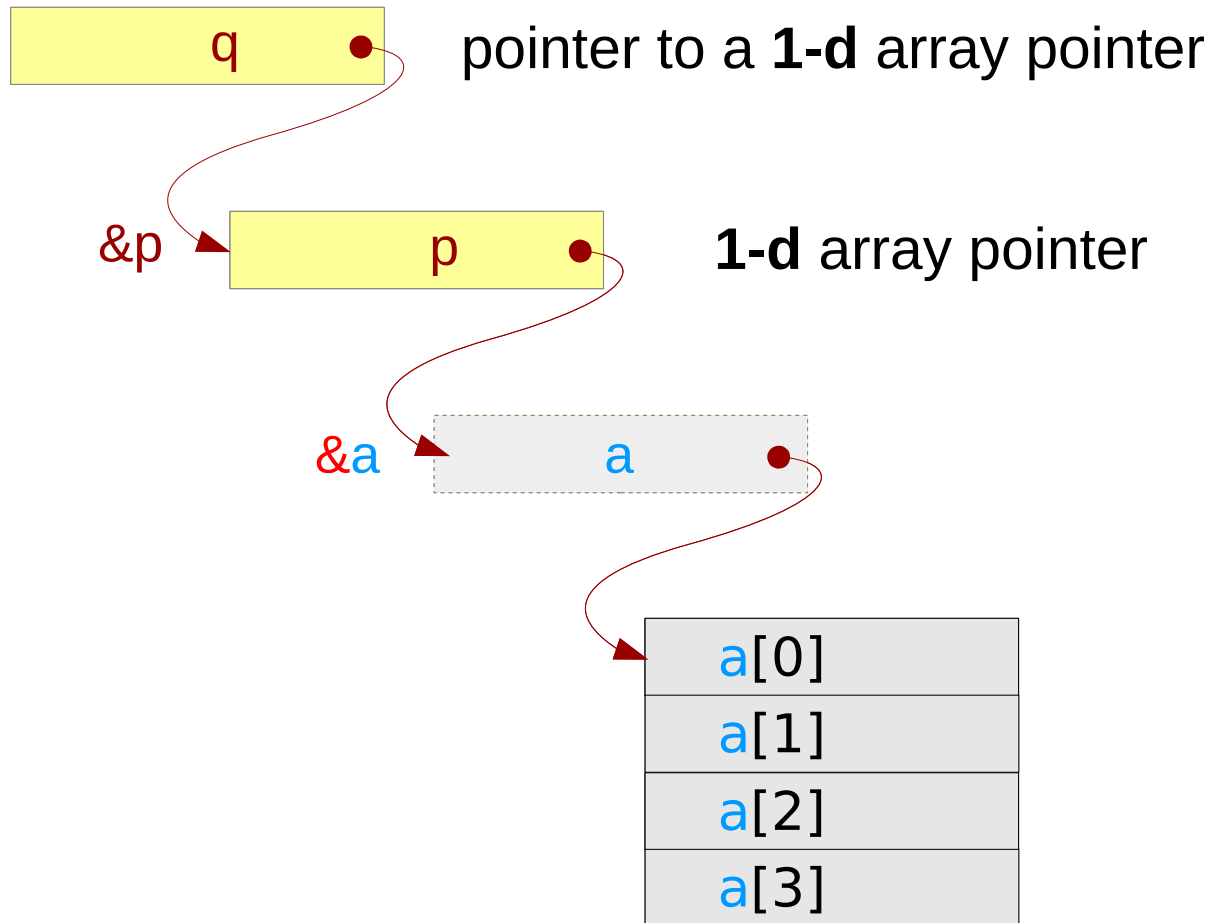 q pointer to a 1-d array pointer
&p p 1-d array pointer
&a a
a[0]
a[1]
a[2]
a[3]